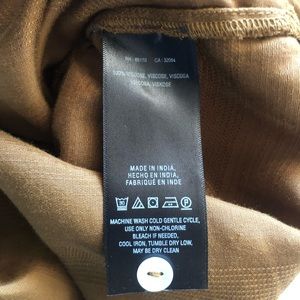 CA : 32094
100% VISCOSE, VISCOSE, VISCOSA
VISCOSA, VISKOSE
MADE IN INDIA,
HECHO EN INDIA,
FABRIQUÉ EN INDE
MACHINE WASH COLD GENTLE CYCLE,
USE ONLY NON-CHLORINE
BLEACH IF NEEDED,
COOL IRON, TUMBLE DRY LOW,
MAY BE DRY CLEAN